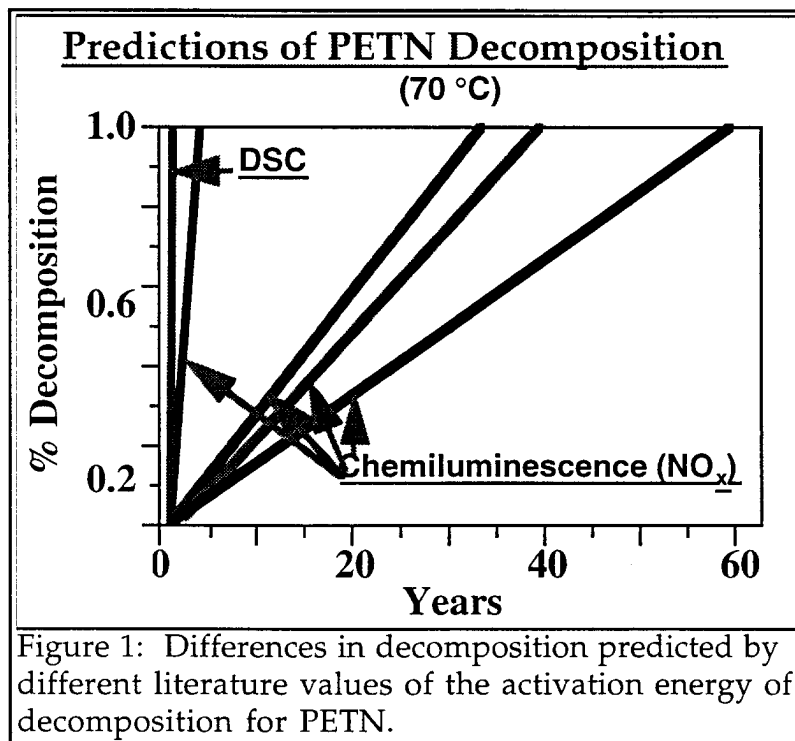 Predictions of PETN Decomposition
(70 °C)
1.0
DSC
0.6
% Decomposition
0.2
Chemiluminescence (NOx)
0 20 40 60
Years
Figure 1: Differences in decomposition predicted by
different literature values of the activation energy of
decomposition for PETN.